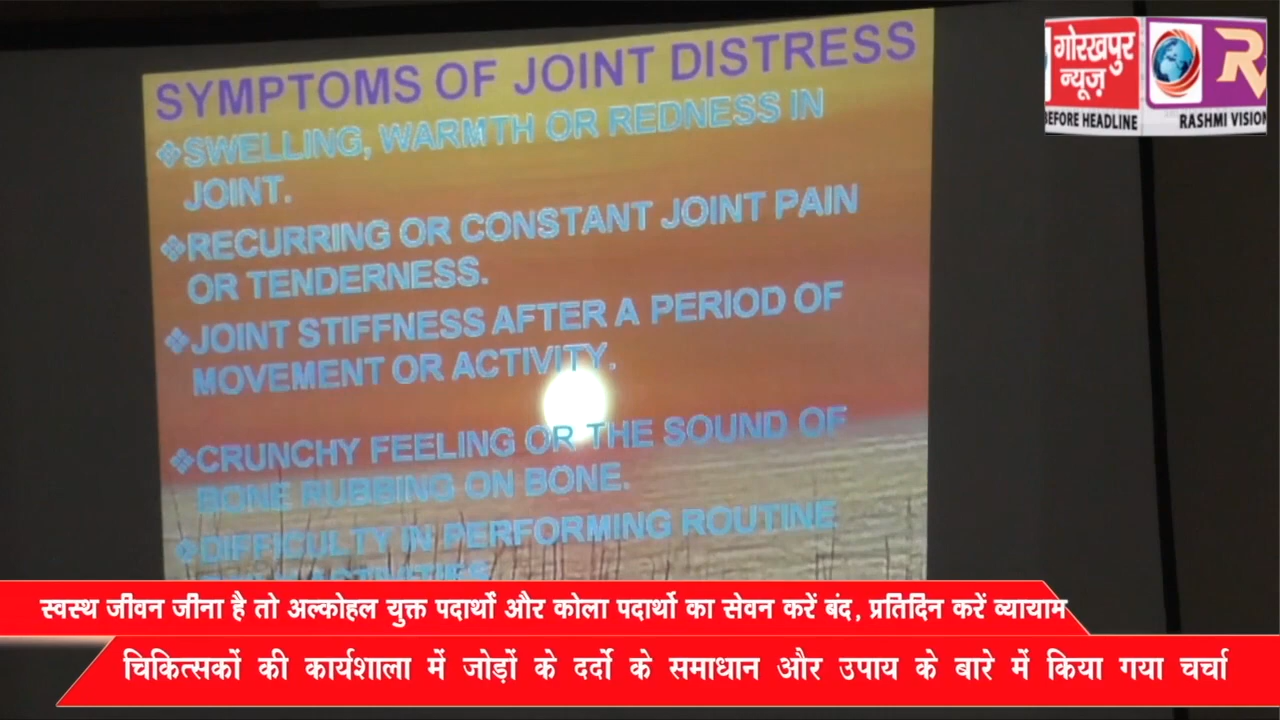 SYMPTOMS OF JOINT DISTRESS
❖SWELLING, WARMTH OR REDNESS IN
JOINT.
❖RECURRING OR CONSTANT JOINT PAIN
OR TENDERNESS.
❖JOINT STIFFNESS AFTER A PERIOD OF
MOVEMENT OR ACTIVITY.
❖CRUNCHY FEELING OR THE SOUND OF
BONE RUBBING ON BONE.
❖DIFFICULTY IN PERFORMING ROUTINE
गोरखपुर
न्यूज़
R
BEFORE HEADLINE
RASHMI VISION
स्वस्थ जीवन जीना है तो अल्कोहल युक्त पदार्थों और कोला पदार्थो का सेवन करें बंद, प्रतिदिन करें व्यायाम
चिकित्सकों की कार्यशाला में जोड़ों के दर्दो के समाधान और उपाय के बारे में किया गया चर्चा